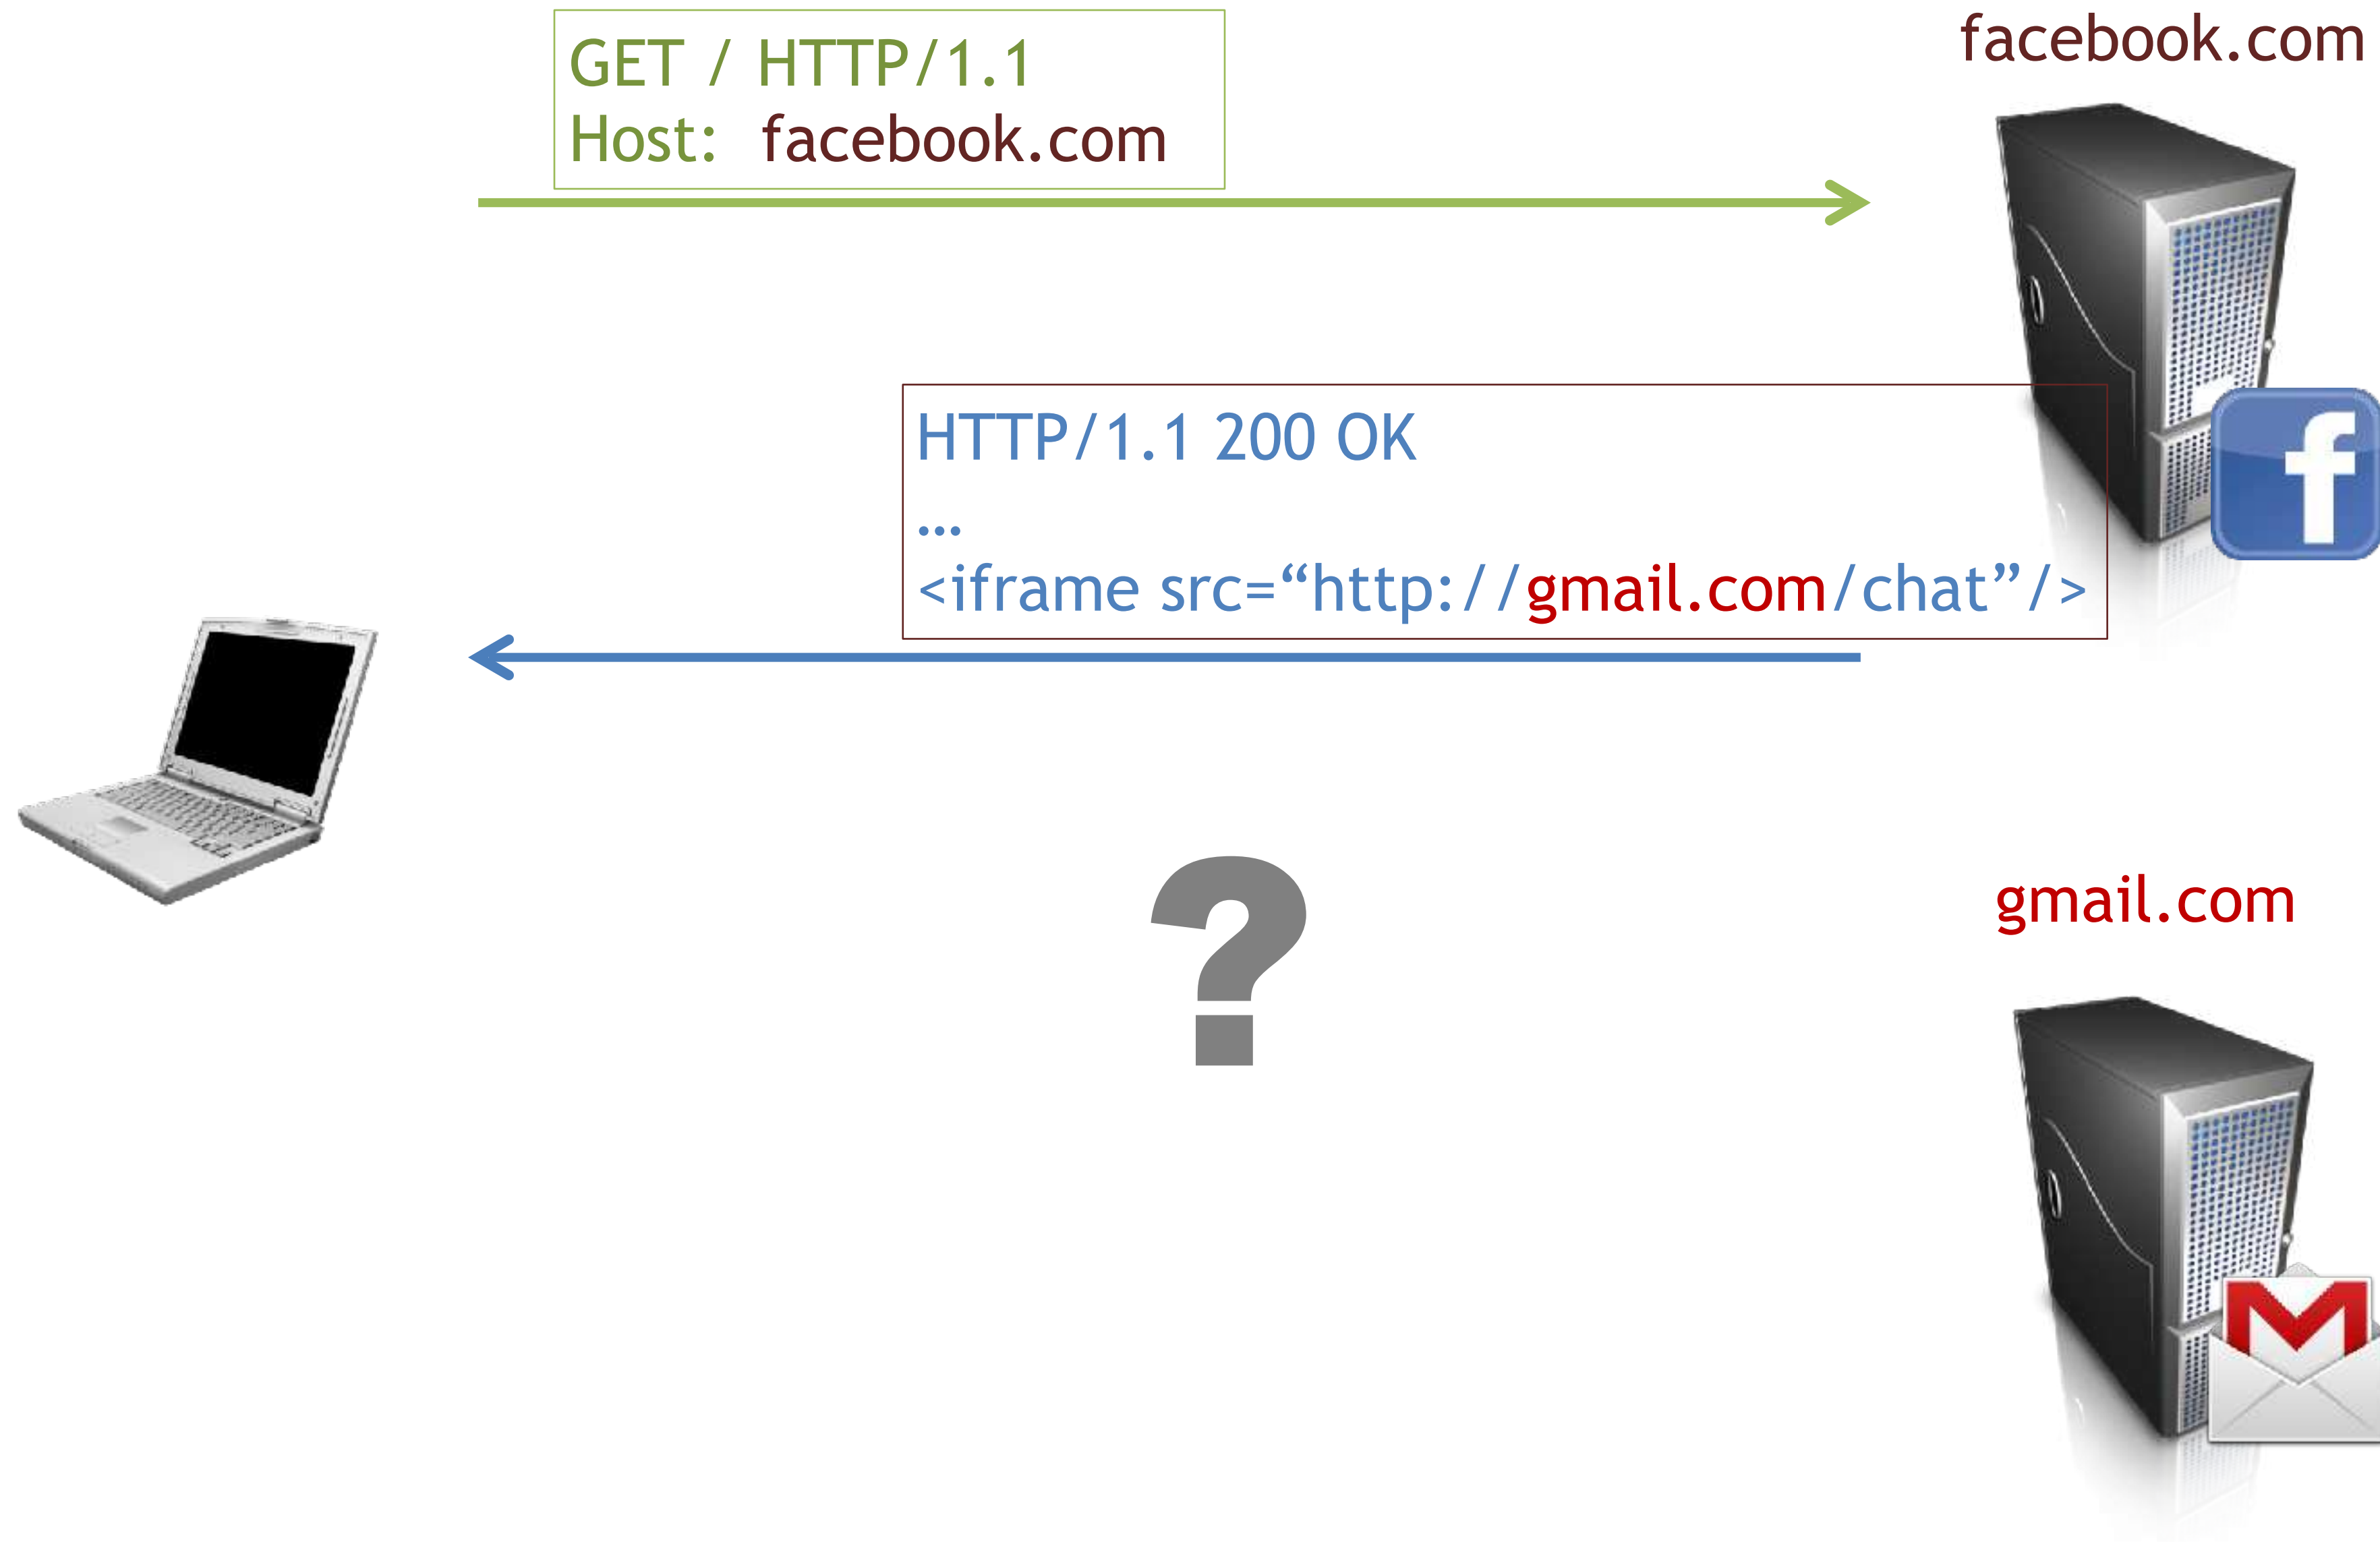 facebook.com
GET / HTTP/1.1
Host: facebook.com
HTTP/1.1 200 OK
…
<iframe src=“http://gmail.com/chat”/>
?
gmail.com